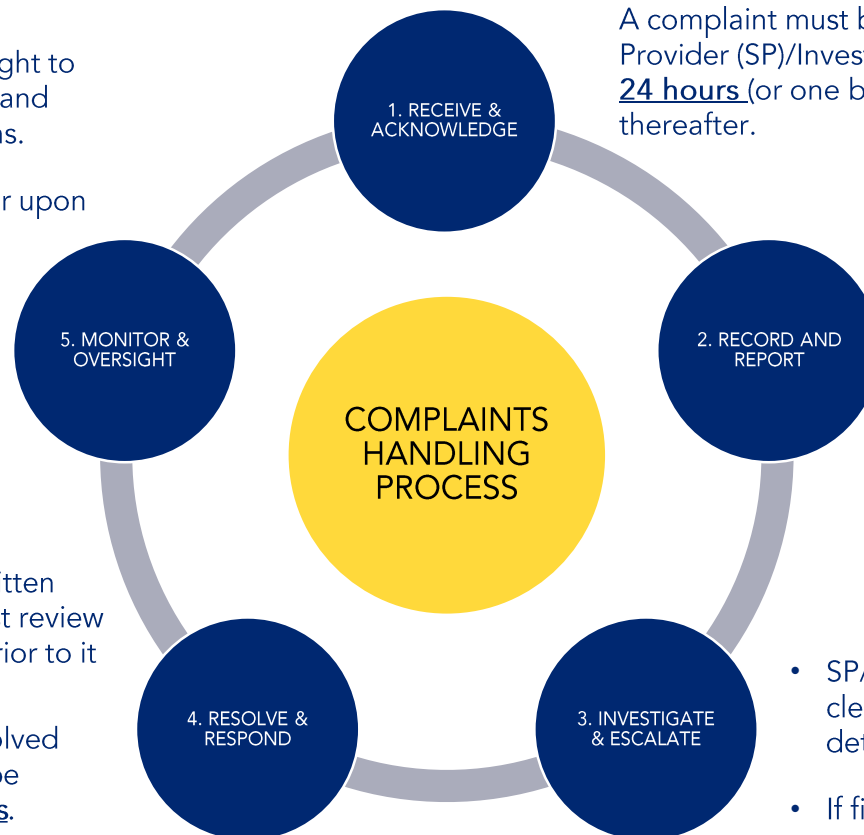 ght to
and
ns.
r upon
A complaint must b
Provider (SP)/Invest
24 hours (or one b
thereafter.
1. RECEIVE &
ACKNOWLEDGE
2. RECORD AND
REPORT
3. INVESTIGATE
& ESCALATE
4. RESOLVE &
RESPOND
5. MONITOR &
OVERSIGHT
COMPLAINTS
HANDLING
PROCESS
itten
t review
rior to it
olved
be
s.
• SP/
cle
det
• If fi